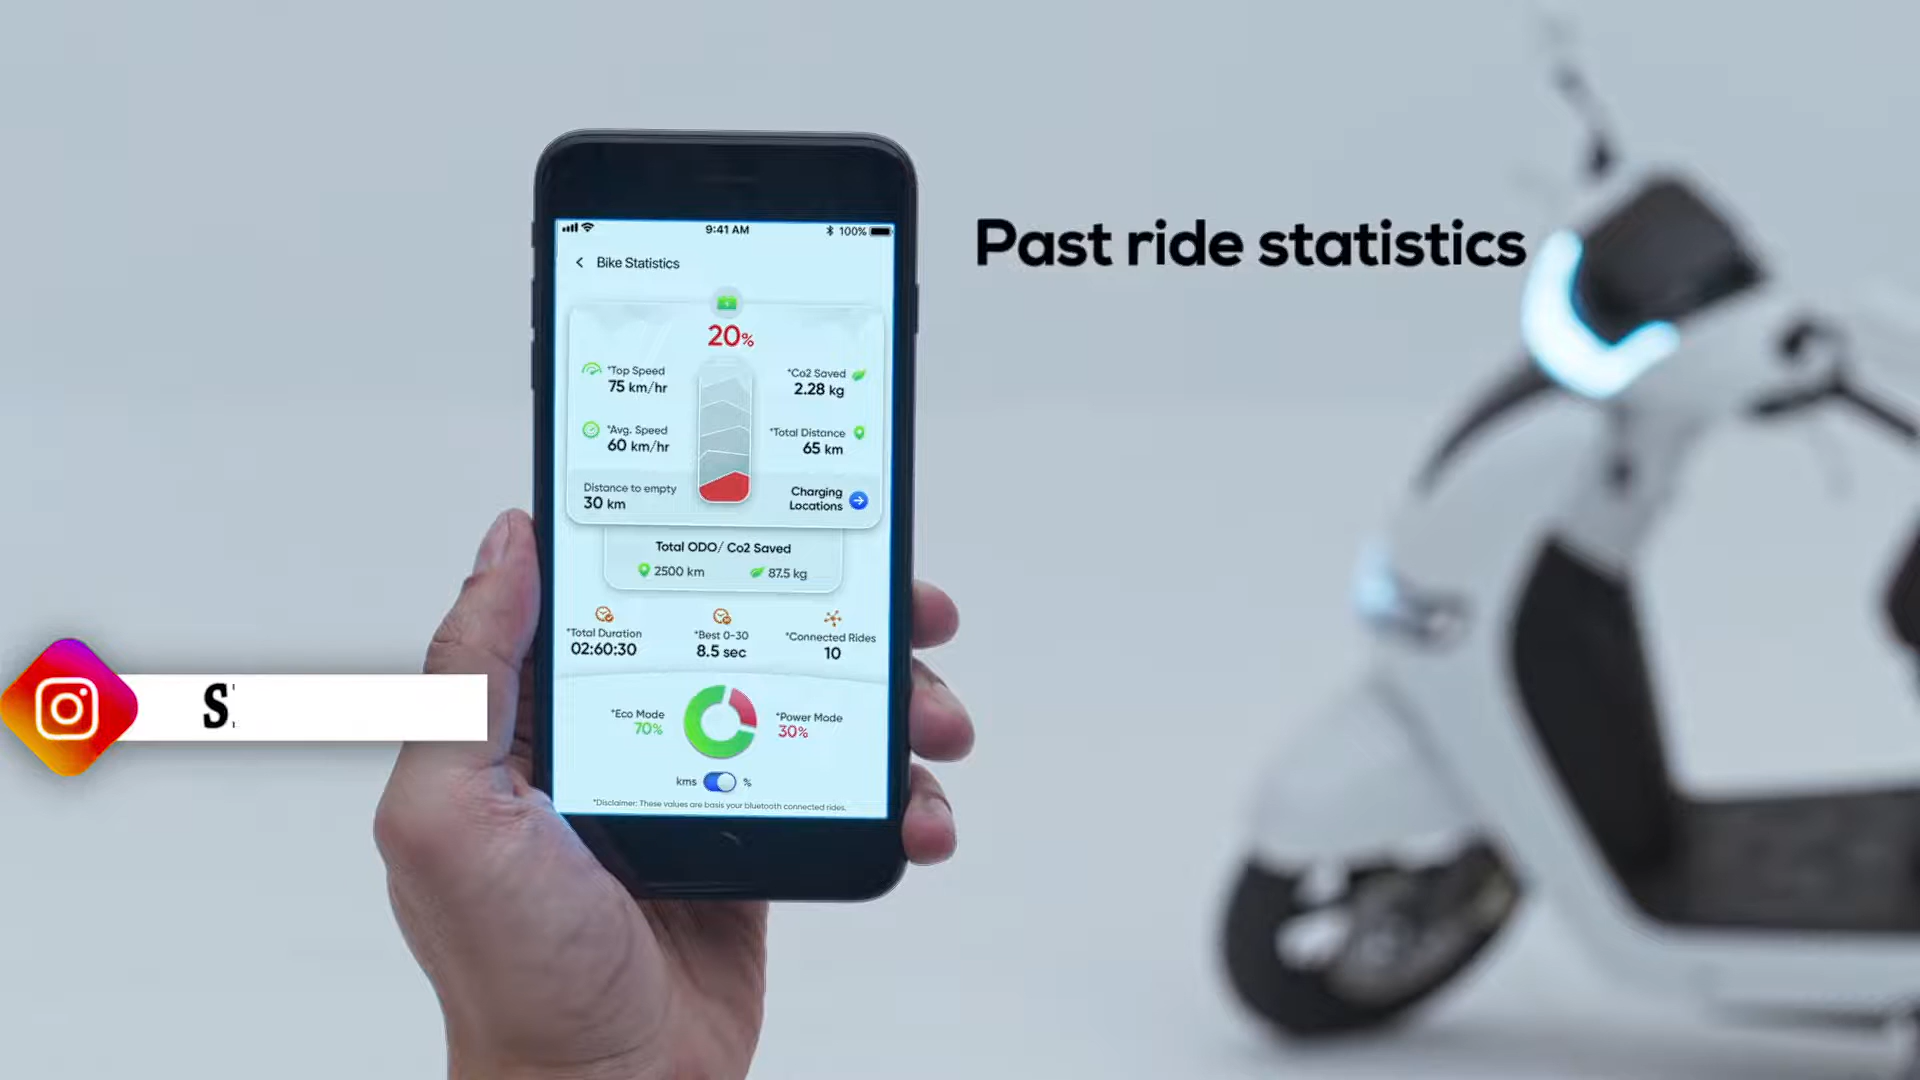 9:41 AM
100%
Bike Statistics
20%
*Top Speed
75 km/hr
*Co2 Saved
2.28 kg
*Avg. Speed
60 km/hr
*Total Distance
65 km
Distance to empty
30 km
Charging
Locations
Total ODO/ Co2 Saved
2500 km
87.5 kg
*Total Duration
02:60:30
*Best 0-30
8.5 sec
*Connected Rides
10
*Eco Mode
70%
*Power Mode
30%
kms
%
*Disclaimer: These values are basis your bluetooth connected rides.
Past ride statistics
S